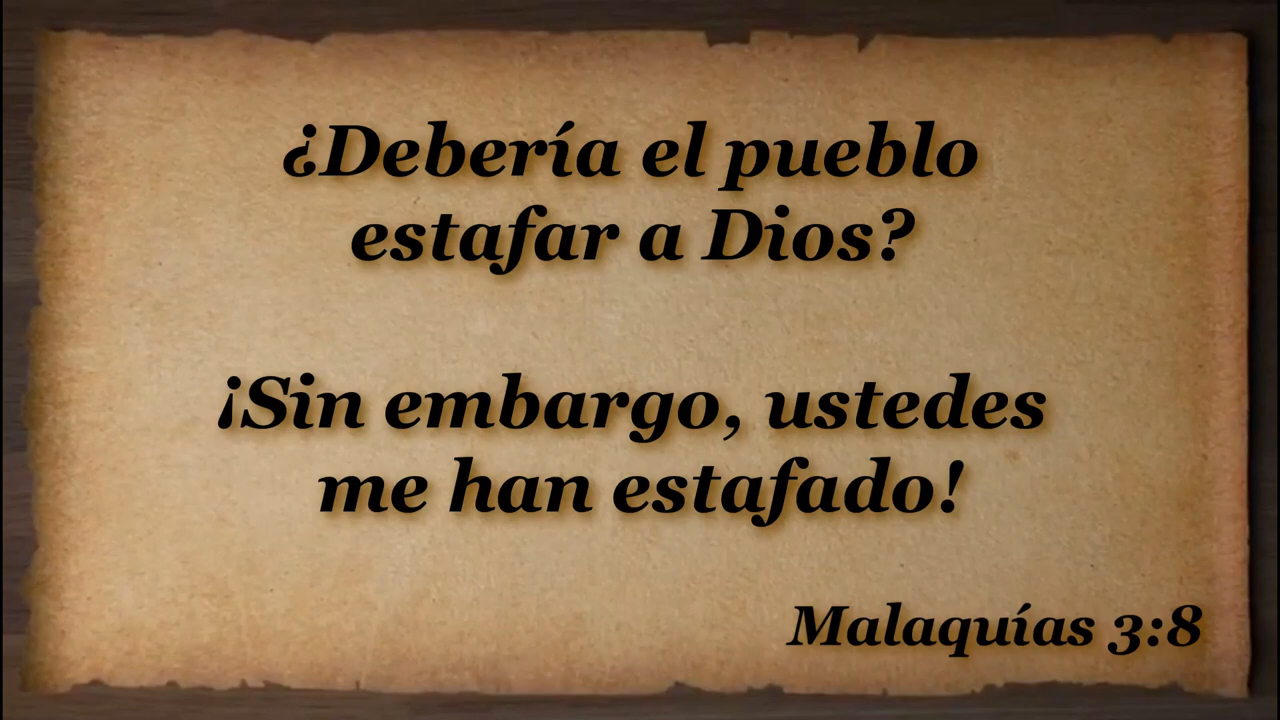 ¿Debería el pueblo
estafar a Dios?
¡Sin embargo, ustedes
me han estafado!
Malaquías 3:8